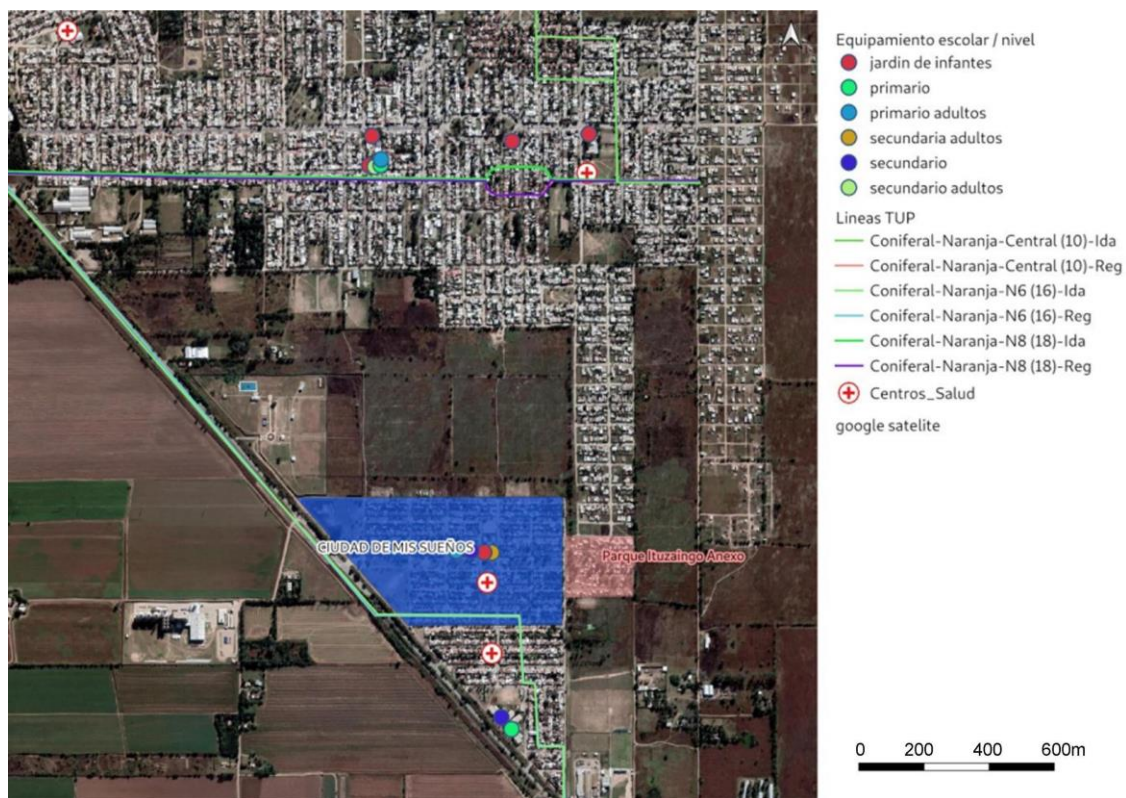 Equipamiento escolar / nivel
jardin de infantes
primario
primario adultos
secundaria adultos
secundario
secundario adultos
Lineas TUP
Coniferal-Naranja-Central (10)-Ida
Coniferal-Naranja-Central (10)-Reg
Coniferal-Naranja-N6 (16)-Ida
Coniferal-Naranja-N6 (16)-Reg
Coniferal-Naranja-N8 (18)-Ida
Coniferal-Naranja-N8 (18)-Reg
Centros_Salud
google satelite
CIUDAD DE MIS SUEÑOS
Parque Ituzaingo Anexo
0 200 400 600m